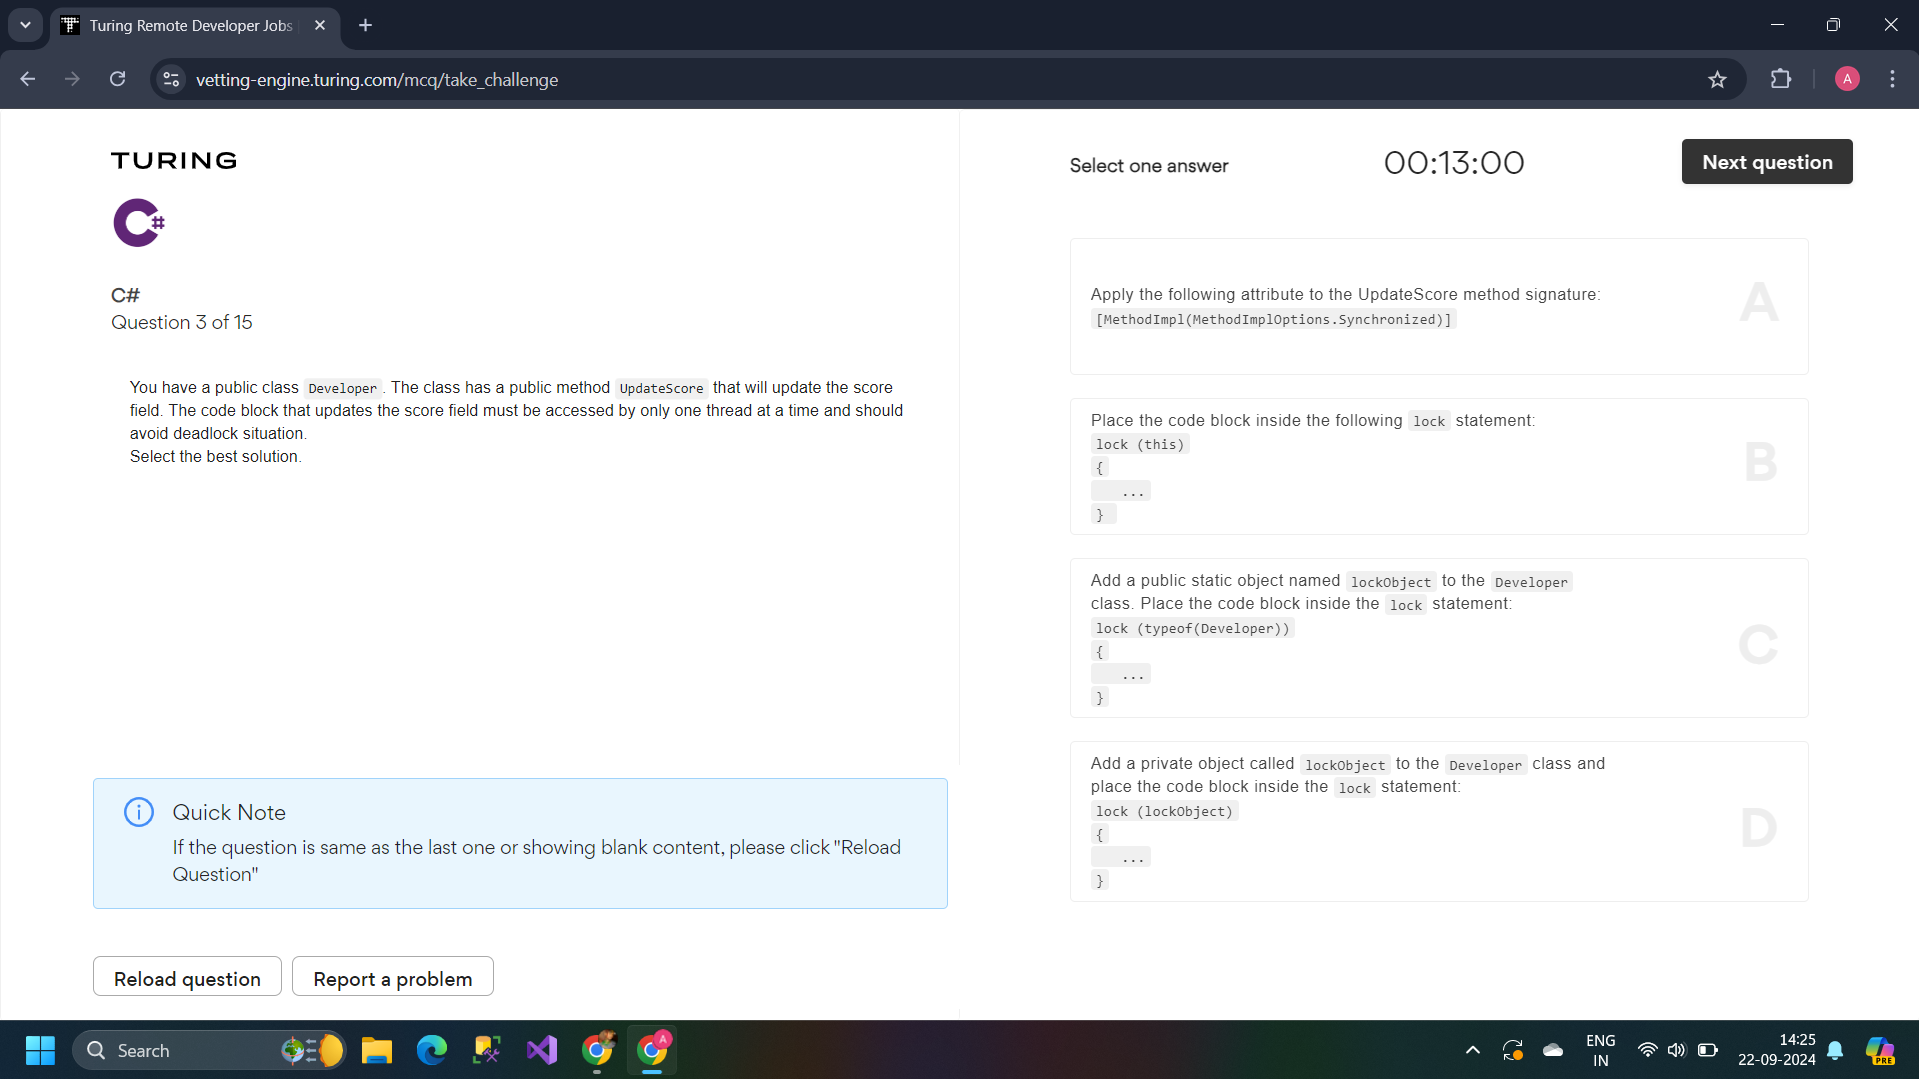 Turing Remote Developer Jobs
vetting-engine.turing.com/mcq/take_challenge
A
TURING
C#
C#
Question 3 of 15
You have a public class Developer. The class has a public method UpdateScore that will update the score
field. The code block that updates the score field must be accessed by only one thread at a time and should
avoid deadlock situation.
Select the best solution.
Quick Note
If the question is same as the last one or showing blank content, please click "Reload
Question"
Reload question
Report a problem
Select one answer
00:13:00
Next question
Apply the following attribute to the UpdateScore method signature:
[MethodImpl(MethodImplOptions.Synchronized)]
A
Place the code block inside the following lock statement:
lock (this)
{
...
}
B
Add a public static object named lockObject to the Developer
class. Place the code block inside the lock statement:
lock (typeof(Developer))
{
...
}
C
Add a private object called lockObject to the Developer class and
place the code block inside the lock statement:
lock (lockObject)
{
...
}
D
Search
A
ENG
IN
14:25
22-09-2024
PRE